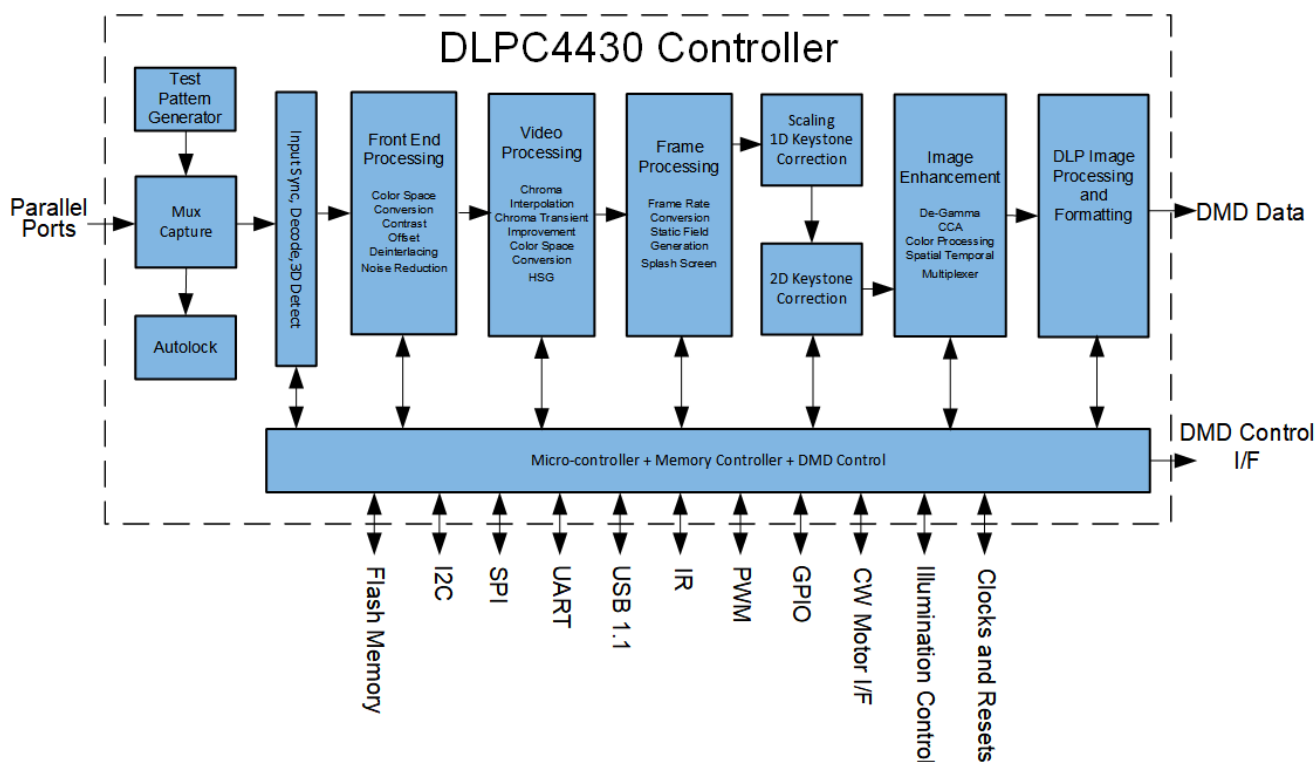 DLPC4430 Controller
Test
Pattern
Generator
Parallel
Ports
Mux
Capture
Autolock
Input Sync, Decode,3D Detect
Front End
Processing
Color Space
Conversion
Contrast
Offset
Deinterlacing
Noise Reduction
Video
Processing
Chroma
Interpolation
Chroma Transient
Improvement
Color Space
Conversion
HSG
Frame
Processing
Frame Rate
Conversion
Static Field
Generation
Splash Screen
Scaling
1D Keystone
Correction
2D Keystone
Correction
Image
Enhancement
De-Gamma
CCA
Color Processing
Spatial Temporal
Multiplexer
DLP Image
Processing
and
Formatting
DMD Data
Micro-controller + Memory Controller + DMD Control
DMD Control
I/F
Flash Memory
I2C
SPI
UART
USB 1.1
IR
PWM
GPIO
CW Motor I/F
Illumination Control
Clocks and Resets